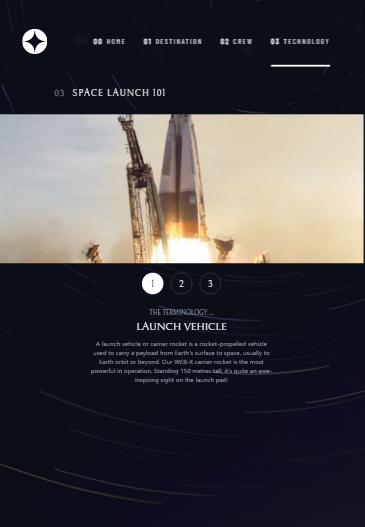 00 HOME 01 DESTINATION 02 CREW 03 TECHNOLOGY
03 SPACE LAUNCH 101
1 2 3
THE TERMINOLOGY ...
LAUNCH VEHICLE
A launch vehicle or carrier rocket is a rocket-propelled vehicle
used to carry a payload from Earth's surface to space, usually to
Earth orbit or beyond. Our WEB-X carrier rocket is the most
powerful in operation. Standing 150 metres tall, it's quite an awe-
inspiring sight on the launch pad!